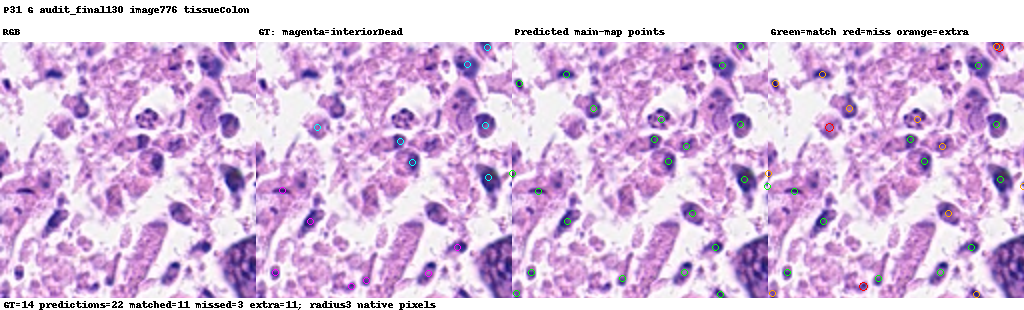 P31 G audit_final130 image776 tissueColon
RGB
GT: magenta=interiorDead
Predicted main-map points
Green=match red=miss orange=extra
GT=14 predictions=22 matched=11 missed=3 extra=11; radius3 native pixels